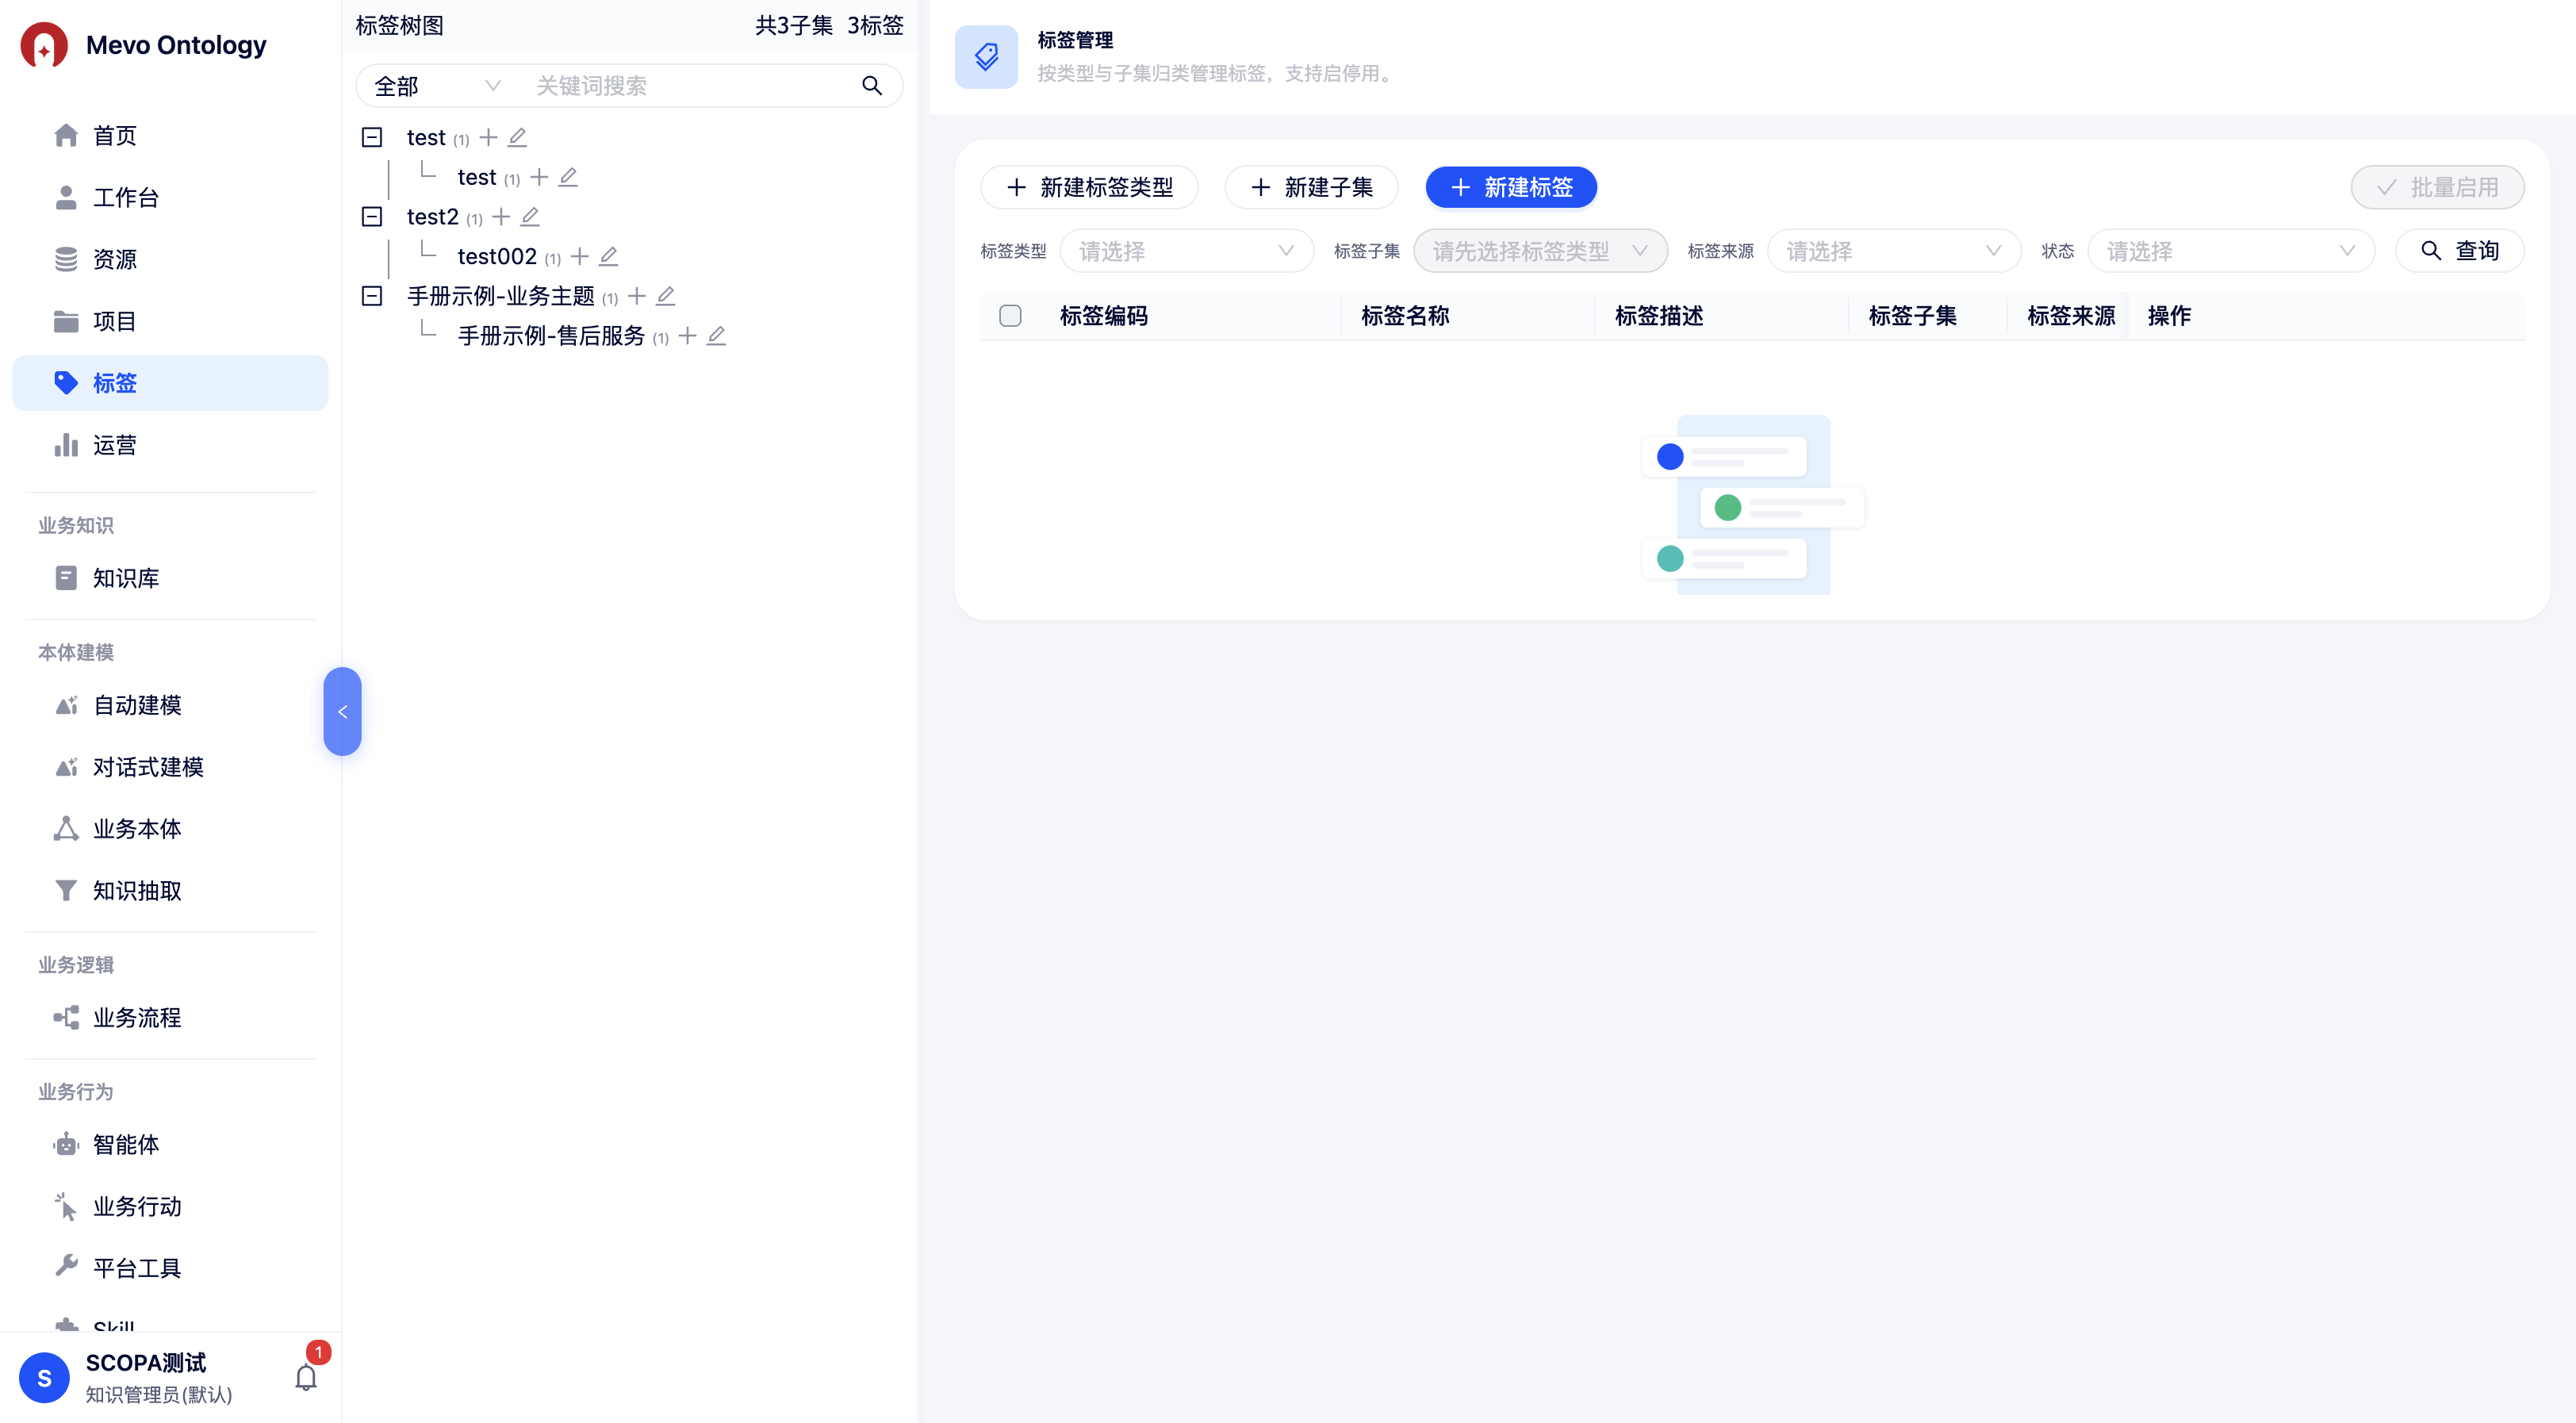 Mevo Ontology
首页
工作台
资源
项目
标签
运营
业务知识
知识库
本体建模
自动建模
对话式建模
业务本体
知识抽取
业务逻辑
业务流程
业务行为
智能体
业务行动
平台工具
Skill
S
SCOPA测试
知识管理员(默认)
1
标签树图 共3子集 3标签
全部 关键词搜索
test (1)
test (1)
test2 (1)
test002 (1)
手册示例-业务主题 (1)
手册示例-售后服务 (1)
标签管理
按类型与子集归类管理标签，支持启停用。
新建标签类型 新建子集 新建标签 批量启用
标签类型 请选择 标签子集 请先选择标签类型 标签来源 请选择 状态 请选择 查询
标签编码 标签名称 标签描述 标签子集 标签来源 操作